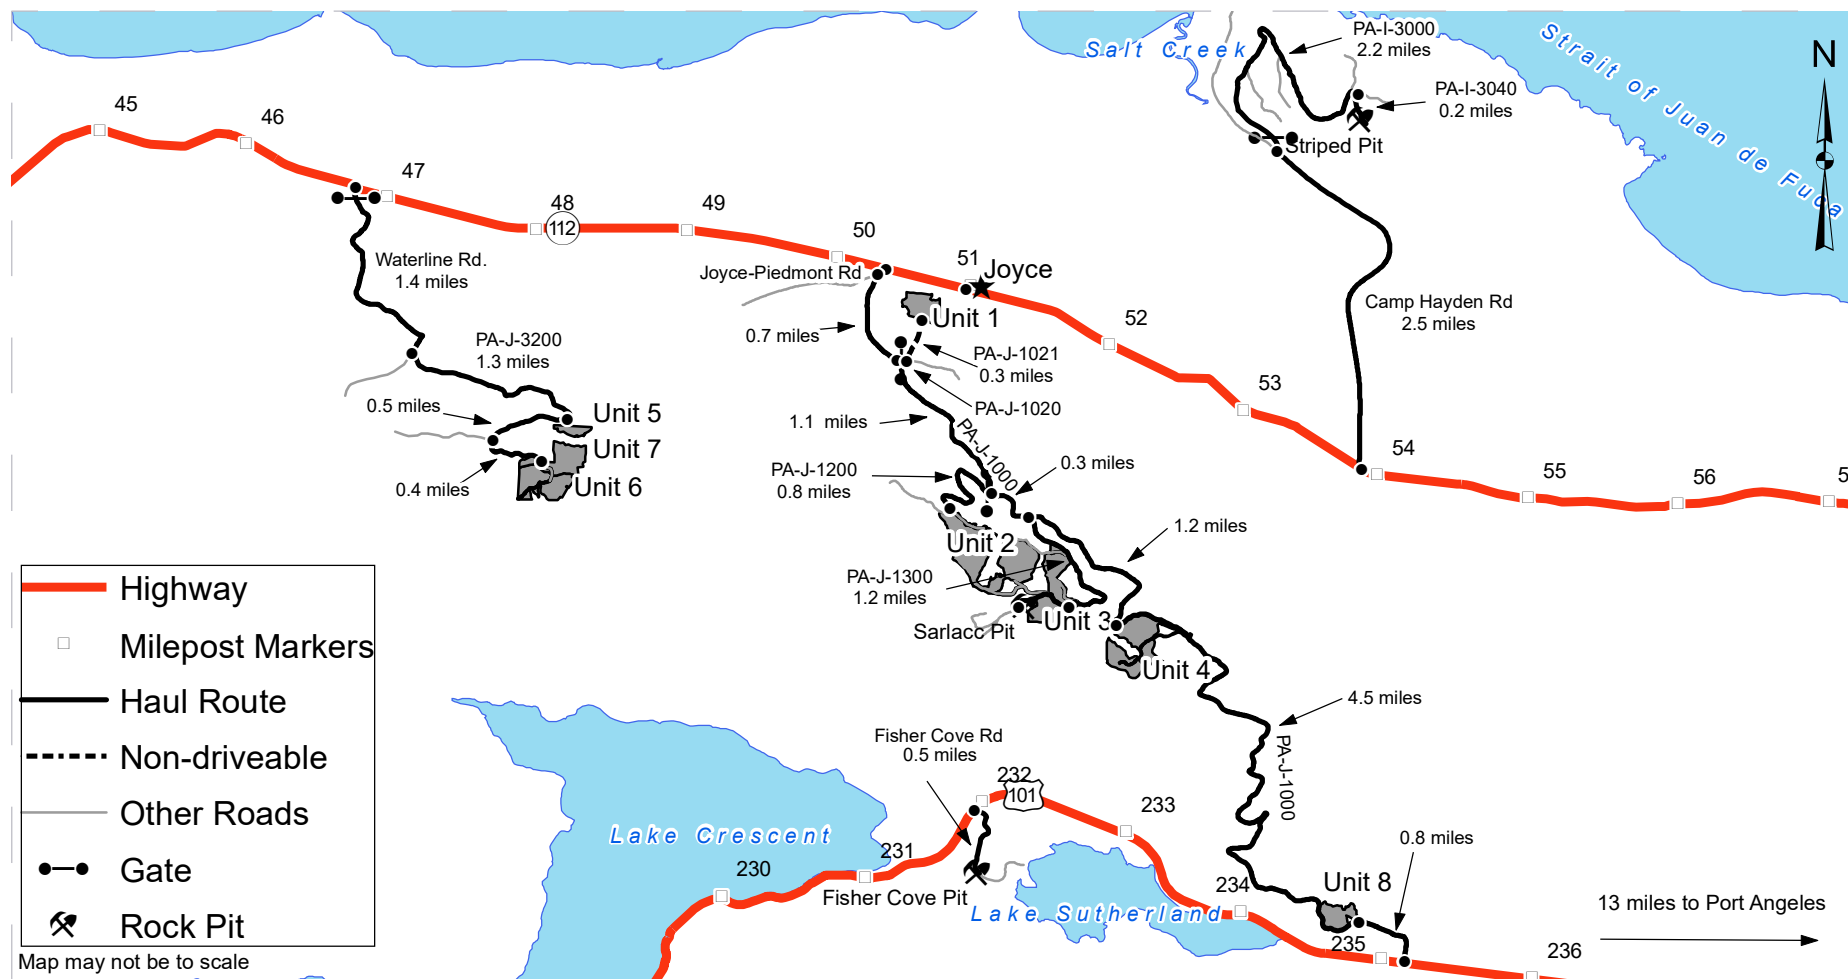 Salt Creek
PA-I-3000
2.2 miles
Strait of Juan de Fuca
N
PA-I-3040
0.2 miles
Striped Pit
45
46
47
48
112
49
50
51
Joyce
52
53
54
55
56
5
Waterline Rd.
1.4 miles
Joyce-Piedmont Rd
Unit 1
0.7 miles
PA-J-1021
0.3 miles
PA-J-1020
Camp Hayden Rd
2.5 miles
PA-J-3200
1.3 miles
0.5 miles
Unit 5
Unit 7
Unit 6
0.4 miles
1.1 miles
PA-J-1000
PA-J-1200
0.8 miles
0.3 miles
1.2 miles
Unit 2
PA-J-1300
1.2 miles
Unit 3
Sarlacc Pit
Unit 4
4.5 miles
PA-J-1000
Highway
Milepost Markers
Haul Route
Non-driveable
Other Roads
Gate
Rock Pit
Map may not be to scale
Fisher Cove Rd
0.5 miles
232
101
233
Lake Crescent
231
230
Fisher Cove Pit
Lake Sutherland
234
Unit 8
0.8 miles
235
236
13 miles to Port Angeles